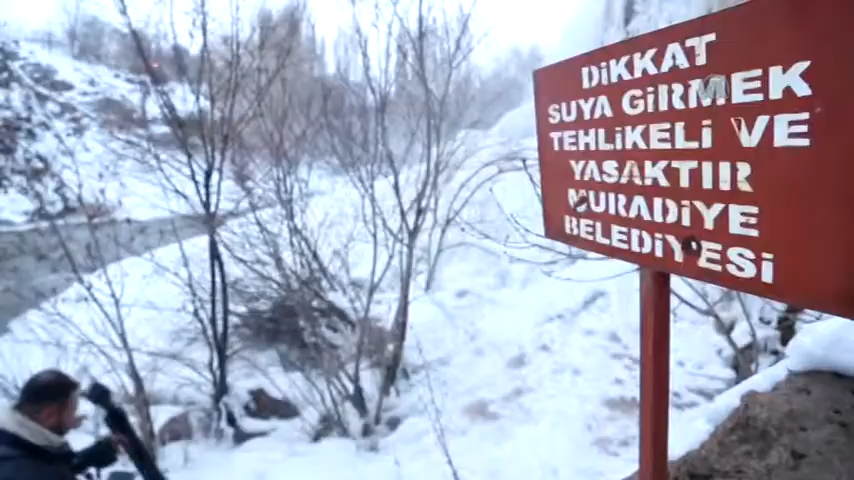 DİKKAT
SUYA GİRMEK
TEHLİKELİ VE
YASAKTIR
MURADİYE
BELEDİYESİ